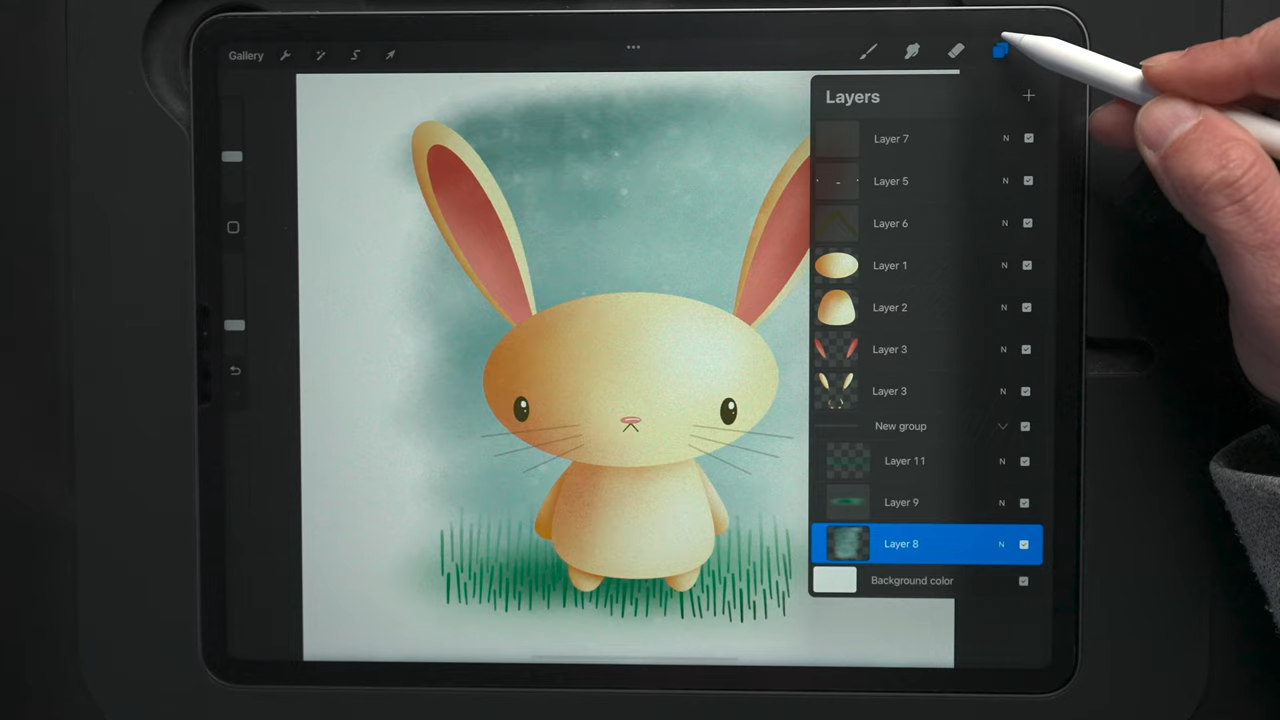 Gallery
Layers
Layer 7 N
Layer 5 N
Layer 6 N
Layer 1 N
Layer 2 N
Layer 3 N
Layer 3 N
New group
Layer 11 N
Layer 9 N
Layer 8 N
Background color